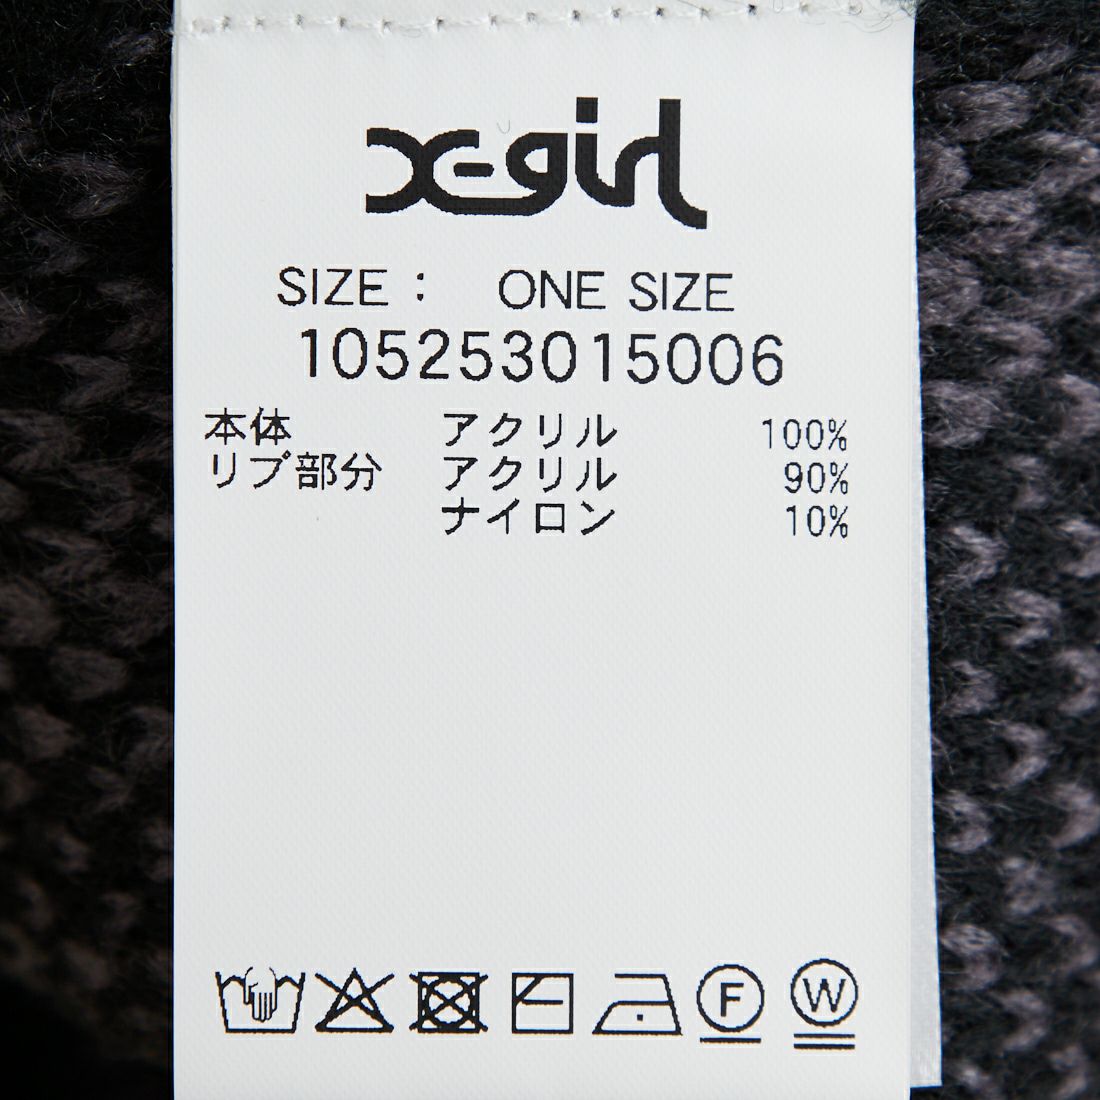 X-girl
SIZE : ONE SIZE
105253015006
本体 アクリル 100%
リブ部分 アクリル 90%
ナイロン 10%
F W